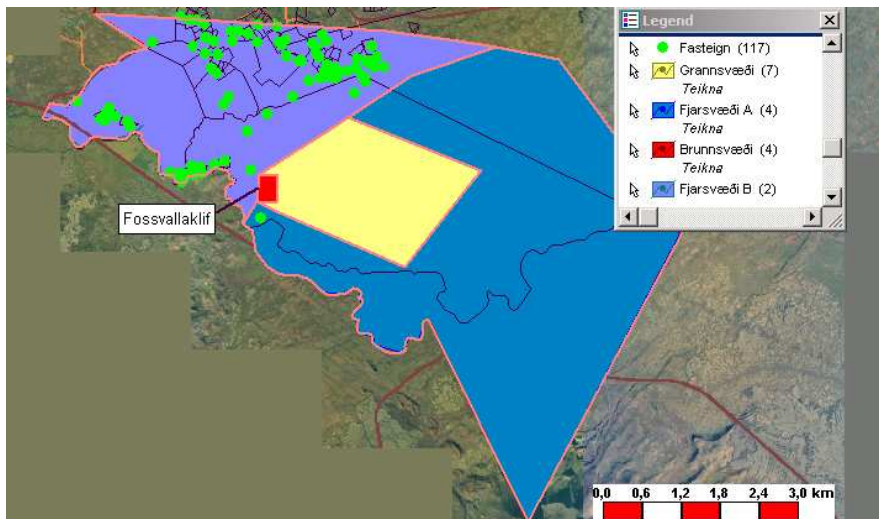 Legend
Fasteign (117)
Grannsvæði (7)
Teikna
Fjarsvæði A (4)
Teikna
Brunnsvæði (4)
Teikna
Fjarsvæði B (2)
Fossvallaklif
0,0 0,6 1,2 1,8 2,4 3,0 km